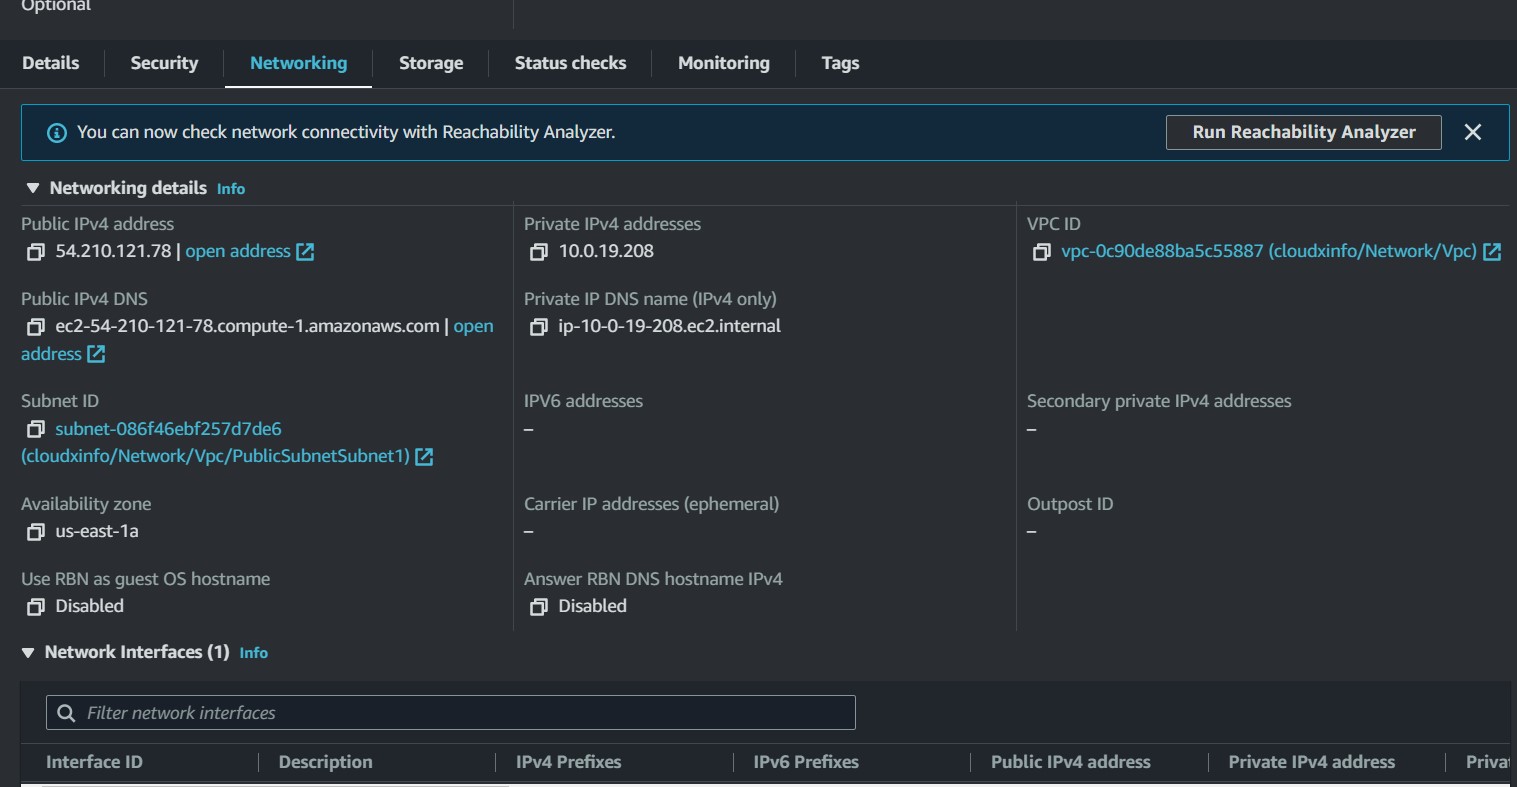 Optional
Details Security Networking Storage Status checks Monitoring Tags
You can now check network connectivity with Reachability Analyzer. Run Reachability Analyzer
Networking details Info
Public IPv4 address
54.210.121.78 | open address
Private IPv4 addresses
10.0.19.208
VPC ID
vpc-0c90de88ba5c55887 (cloudxinfo/Network/Vpc)
Public IPv4 DNS
ec2-54-210-121-78.compute-1.amazonaws.com | open
address
Private IP DNS name (IPv4 only)
ip-10-0-19-208.ec2.internal
Subnet ID
subnet-086f46ebf257d7de6
(cloudxinfo/Network/Vpc/PublicSubnetSubnet1)
IPV6 addresses
–
Secondary private IPv4 addresses
–
Availability zone
us-east-1a
Carrier IP addresses (ephemeral)
–
Outpost ID
–
Use RBN as guest OS hostname
Disabled
Answer RBN DNS hostname IPv4
Disabled
Network Interfaces (1) Info
Filter network interfaces
Interface ID Description IPv4 Prefixes IPv6 Prefixes Public IPv4 address Private IPv4 address